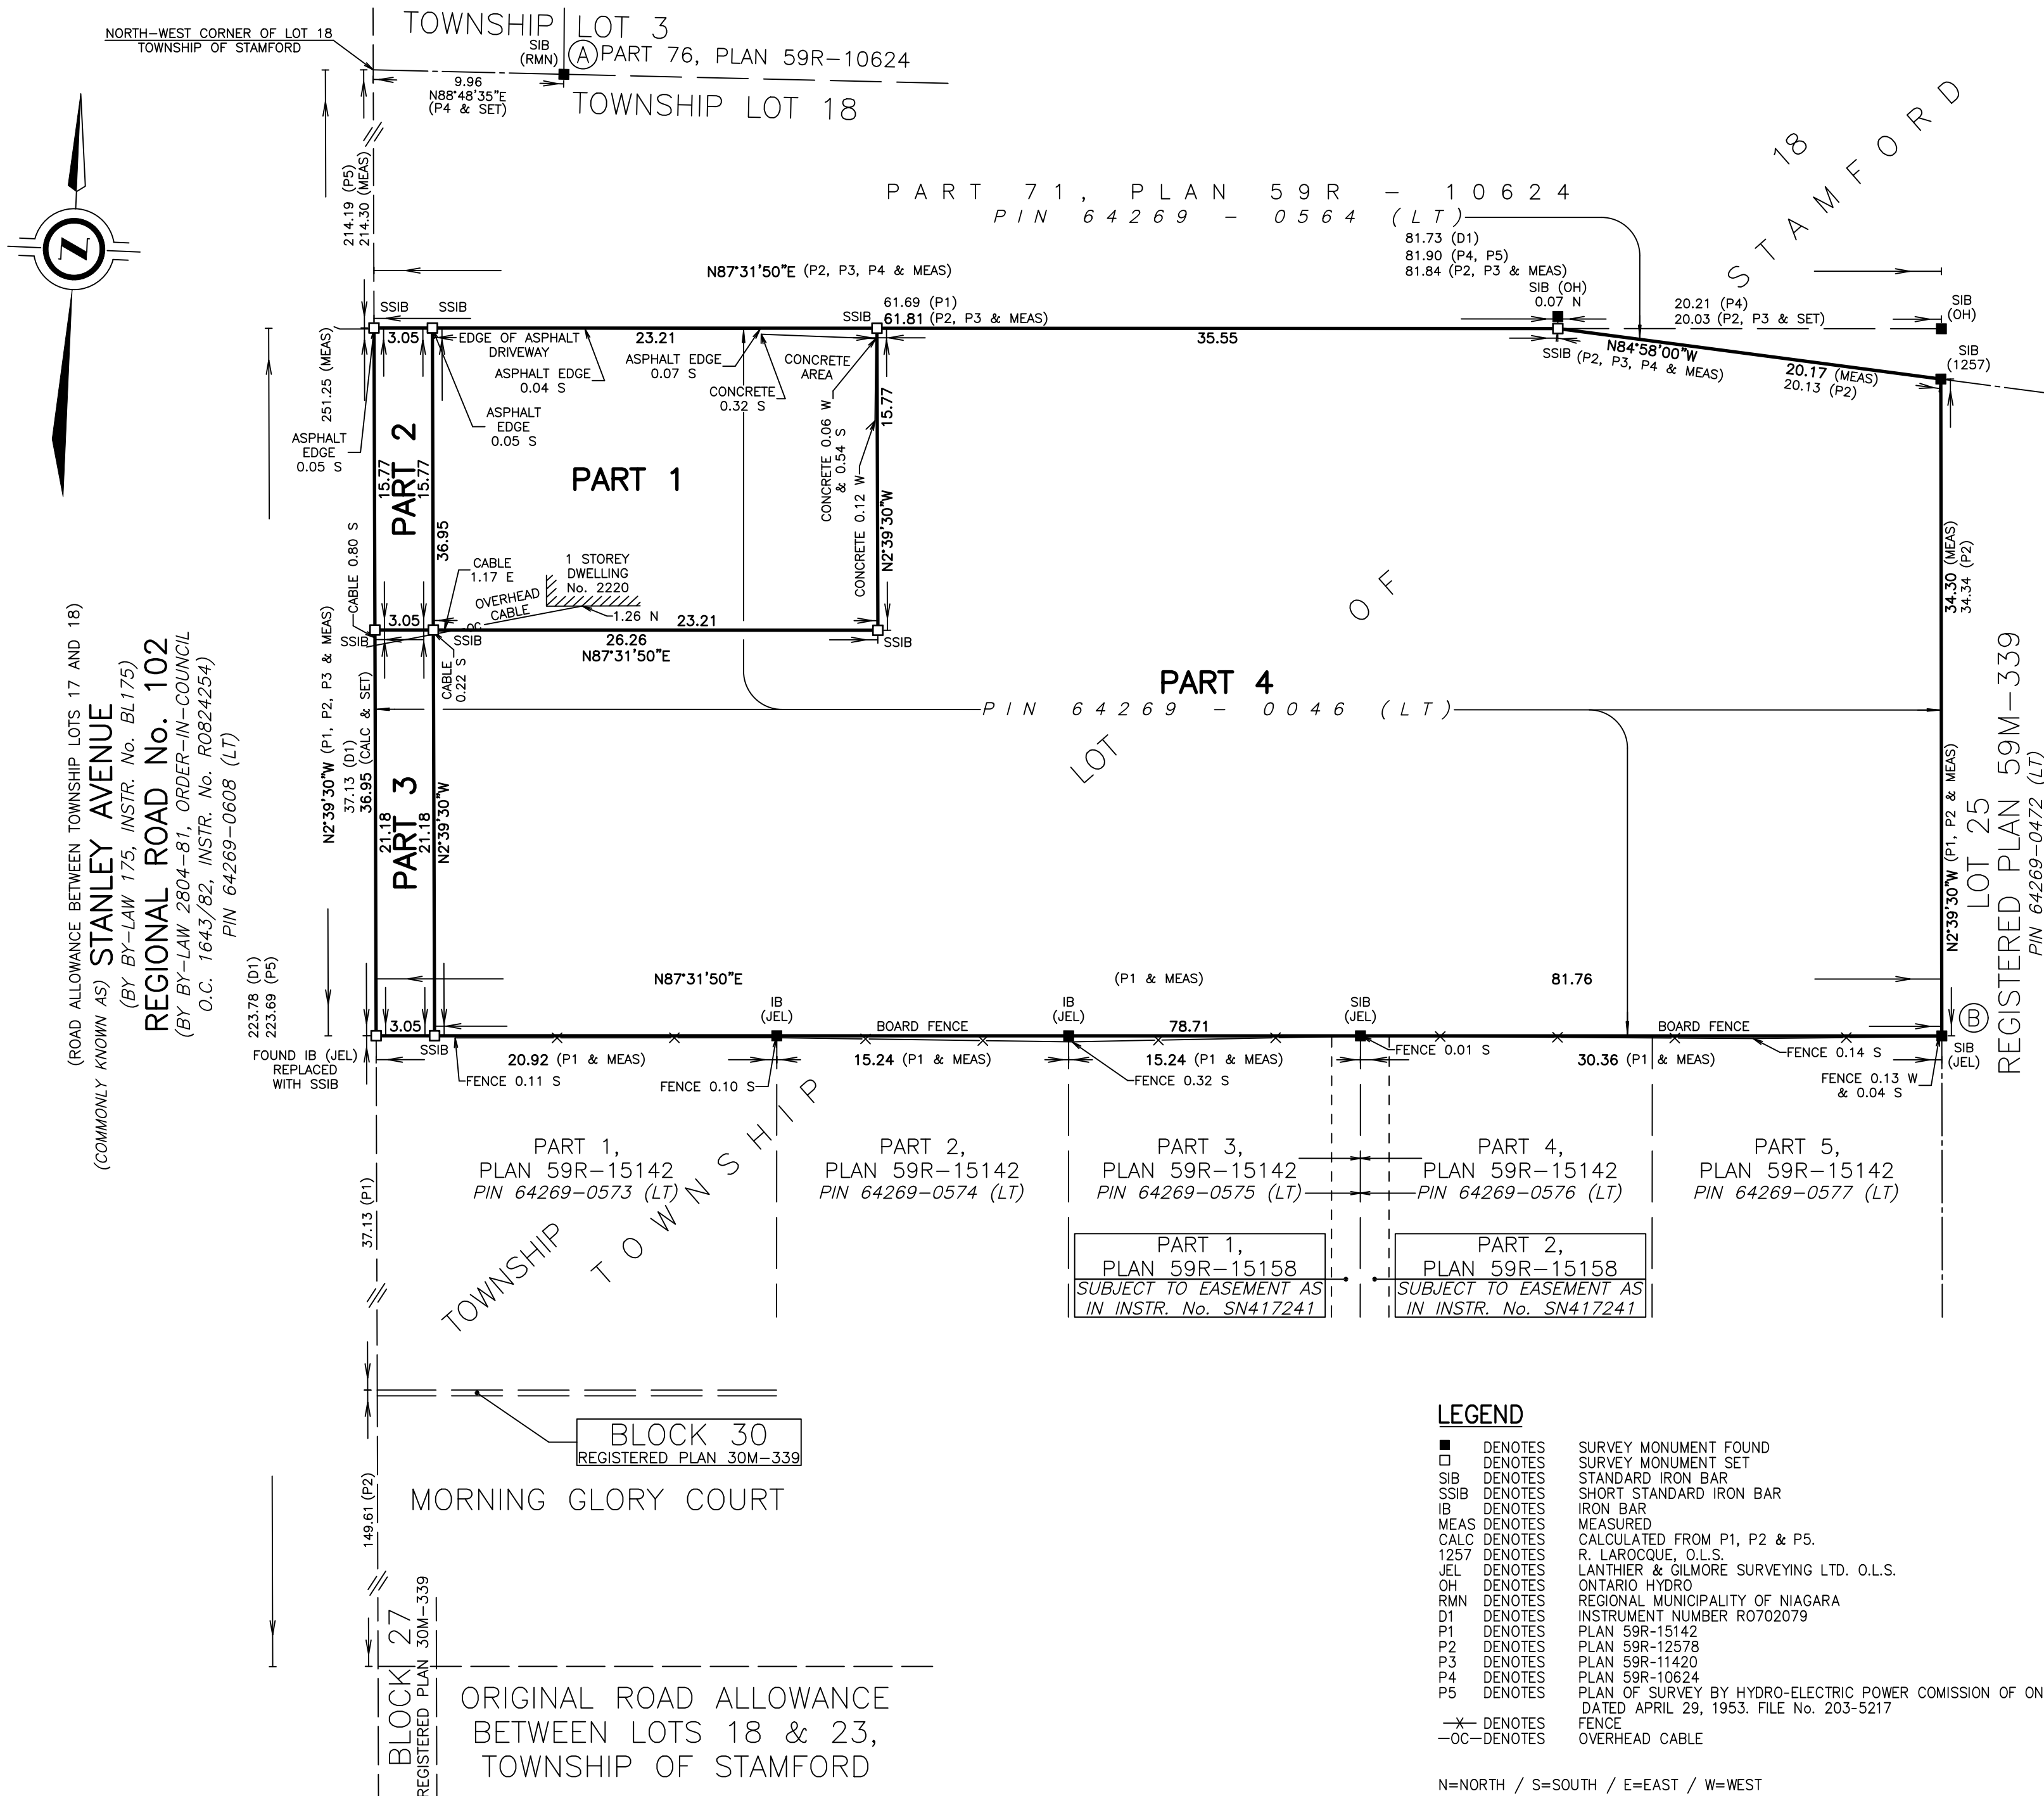 TOWNSHIP LOT 3
NORTH-WEST CORNER OF LOT 18
TOWNSHIP OF STAMFORD
SIB
(RMN)
A PART 76, PLAN 59R-10624
9.96
N88°48'35"E
(P4 & SET)
TOWNSHIP LOT 18
214.19 (P5)
214.30 (MEAS)
N
PART 71, PLAN 59R - 10624
PIN 64269 - 0564 (LT)
18
STAMFORD
81.73 (D1)
81.90 (P4, P5)
81.84 (P2, P3 & MEAS)
N87°31'50"E (P2, P3, P4 & MEAS)
SIB (OH)
0.07 N
61.69 (P1)
61.81 (P2, P3 & MEAS)
20.21 (P4)
20.03 (P2, P3 & SET)
SIB
(OH)
SSIB
SSIB
SSIB
3.05
EDGE OF ASPHALT
DRIVEWAY
23.21
35.55
SSIB (P2, P3, P4 & MEAS)
N84°58'00"W
20.17 (MEAS)
20.13 (P2)
SIB
(1257)
251.25 (MEAS)
ASPHALT EDGE
0.04 S
ASPHALT EDGE
0.07 S
CONCRETE
AREA
CONCRETE
0.32 S
ASPHALT
EDGE
0.05 S
ASPHALT
EDGE
0.05 S
15.77
PART 2
15.77
36.95
PART 1
CONCRETE 0.06 W
& 0.54 S
CONCRETE 0.12 W
15.77
N2°39'30"W
CABLE 0.80 S
CABLE
1.17 E
OVERHEAD
CABLE
OC
1 STOREY
DWELLING
No. 2220
1.26 N
3.05
23.21
SSIB
SSIB
SSIB
26.26
N87°31'50"E
CABLE
0.22 S
34.30 (MEAS)
34.34 (P2)
LOT OF
PART 4
PIN 64269 - 0046 (LT)
(ROAD ALLOWANCE BETWEEN TOWNSHIP LOTS 17 AND 18)
(COMMONLY KNOWN AS) STANLEY AVENUE
(BY BY-LAW 175, INSTR. No. BL175)
REGIONAL ROAD No. 102
(BY BY-LAW 2804-81, ORDER-IN-COUNCIL
O.C. 1643/82, INSTR. No. RO824254)
PIN 64269-0608 (LT)
223.78 (D1)
223.69 (P5)
N2°39'30"W (P1, P2, P3 & MEAS)
37.13 (D1)
36.95 (CALC & SET)
21.18
PART 3
21.18
N2°39'30"W
N2°39'30"W (P1, P2 & MEAS)
LOT 25
REGISTERED PLAN 59M-339
PIN 64269-0472 (LT)
N87°31'50"E
(P1 & MEAS)
81.76
IB
(JEL)
IB
(JEL)
SIB
(JEL)
B
3.05
BOARD FENCE
78.71
BOARD FENCE
FOUND IB (JEL)
REPLACED
WITH SSIB
SSIB
20.92 (P1 & MEAS)
15.24 (P1 & MEAS)
15.24 (P1 & MEAS)
FENCE 0.01 S
30.36 (P1 & MEAS)
FENCE 0.14 S
SIB
(JEL)
FENCE 0.11 S
FENCE 0.10 S
FENCE 0.32 S
FENCE 0.13 W
& 0.04 S
PART 1,
PLAN 59R-15142
PIN 64269-0573 (LT)
PART 2,
PLAN 59R-15142
PIN 64269-0574 (LT)
PART 3,
PLAN 59R-15142
PIN 64269-0575 (LT)
PART 4,
PLAN 59R-15142
PIN 64269-0576 (LT)
PART 5,
PLAN 59R-15142
PIN 64269-0577 (LT)
37.13 (P1)
TOWNSHIP
TOWNSHIP
PART 1,
PLAN 59R-15158
SUBJECT TO EASEMENT AS
IN INSTR. No. SN417241
PART 2,
PLAN 59R-15158
SUBJECT TO EASEMENT AS
IN INSTR. No. SN417241
BLOCK 30
REGISTERED PLAN 30M-339
MORNING GLORY COURT
149.61 (P2)
BLOCK 27
REGISTERED PLAN 30M-339
ORIGINAL ROAD ALLOWANCE
BETWEEN LOTS 18 & 23,
TOWNSHIP OF STAMFORD
LEGEND
DENOTES SURVEY MONUMENT FOUND
DENOTES SURVEY MONUMENT SET
SIB DENOTES STANDARD IRON BAR
SSIB DENOTES SHORT STANDARD IRON BAR
IB DENOTES IRON BAR
MEAS DENOTES MEASURED
CALC DENOTES CALCULATED FROM P1, P2 & P5.
1257 DENOTES R. LAROCQUE, O.L.S.
JEL DENOTES LANTHIER & GILMORE SURVEYING LTD. O.L.S.
OH DENOTES ONTARIO HYDRO
RMN DENOTES REGIONAL MUNICIPALITY OF NIAGARA
D1 DENOTES INSTRUMENT NUMBER RO702079
P1 DENOTES PLAN 59R-15142
P2 DENOTES PLAN 59R-12578
P3 DENOTES PLAN 59R-11420
P4 DENOTES PLAN 59R-10624
P5 DENOTES PLAN OF SURVEY BY HYDRO-ELECTRIC POWER COMISSION OF ON
DATED APRIL 29, 1953. FILE No. 203-5217
X DENOTES FENCE
OC DENOTES OVERHEAD CABLE
N=NORTH / S=SOUTH / E=EAST / W=WEST